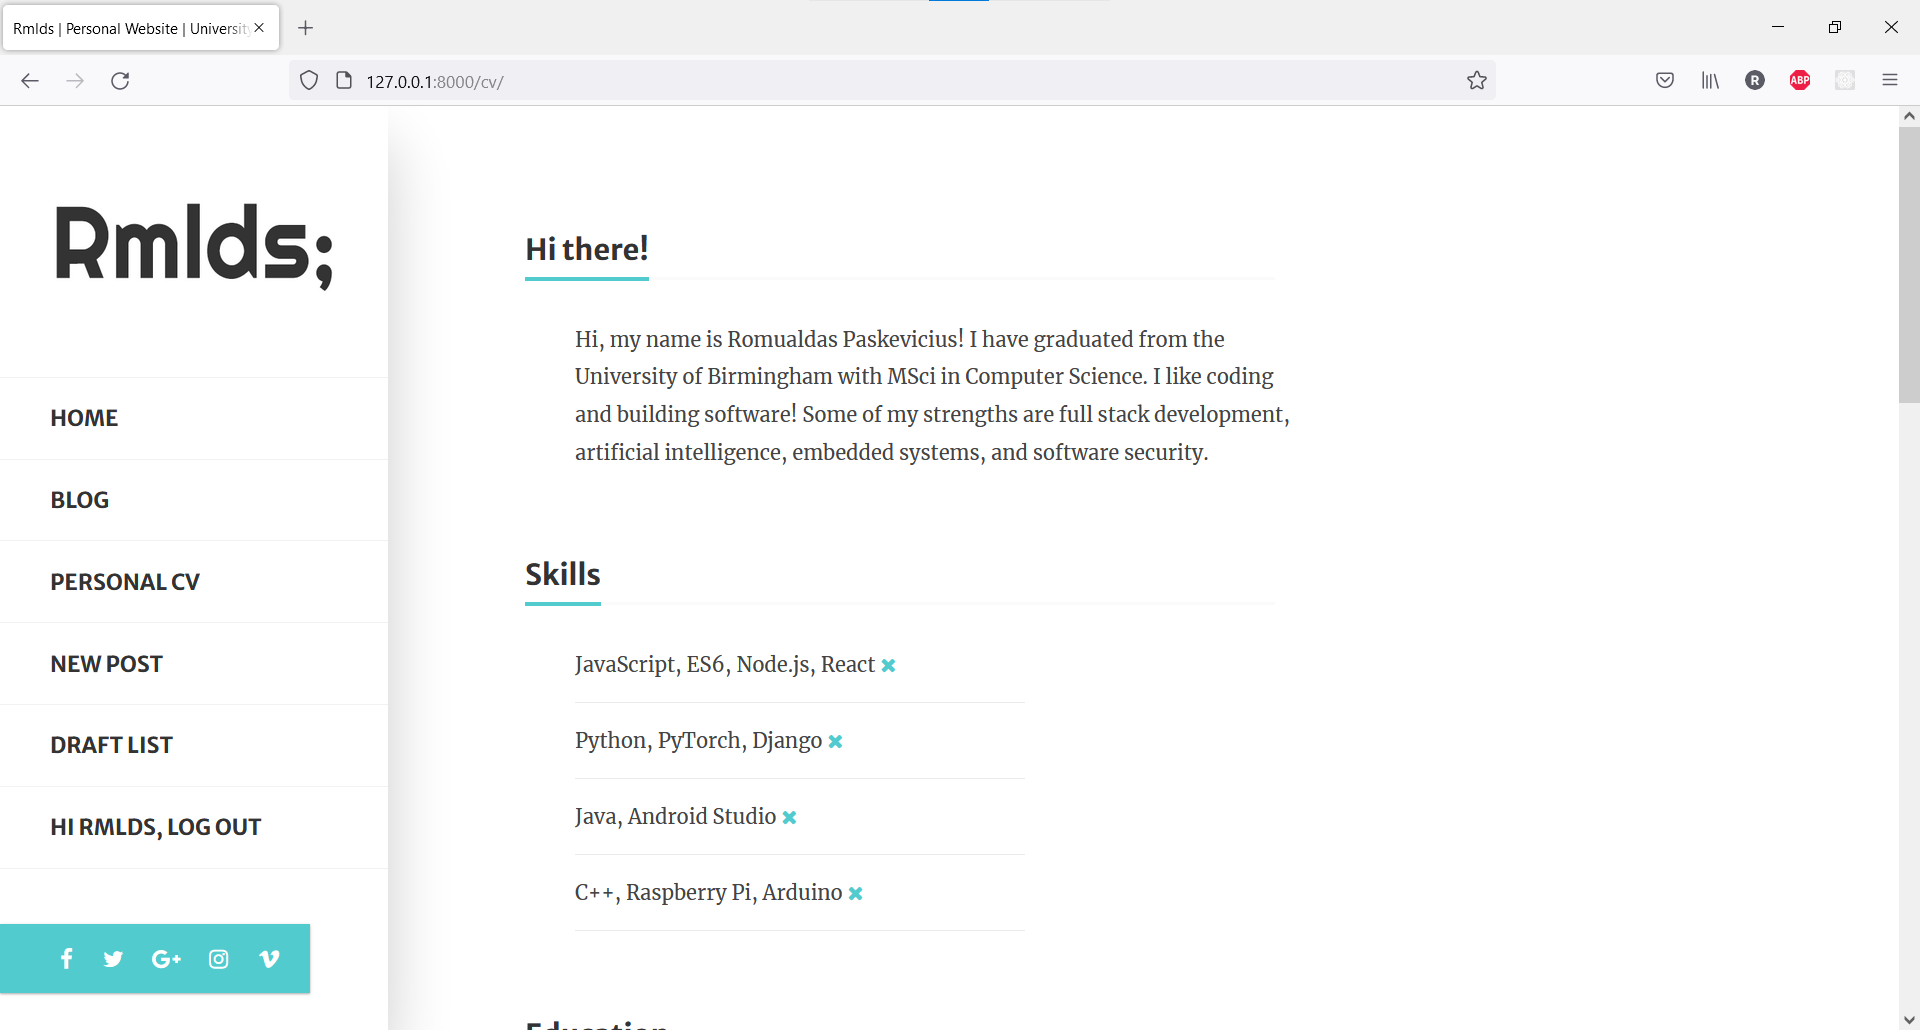 Rmlds | Personal Website | University
127.0.0.1:8000/cv/
R
ABP
Rmlds;
HOME
BLOG
PERSONAL CV
NEW POST
DRAFT LIST
HI RMLDS, LOG OUT
Hi there!
Hi, my name is Romualdas Paskevicius! I have graduated from the
University of Birmingham with MSci in Computer Science. I like coding
and building software! Some of my strengths are full stack development,
artificial intelligence, embedded systems, and software security.
Skills
JavaScript, ES6, Node.js, React
Python, PyTorch, Django
Java, Android Studio
C++, Raspberry Pi, Arduino
Education